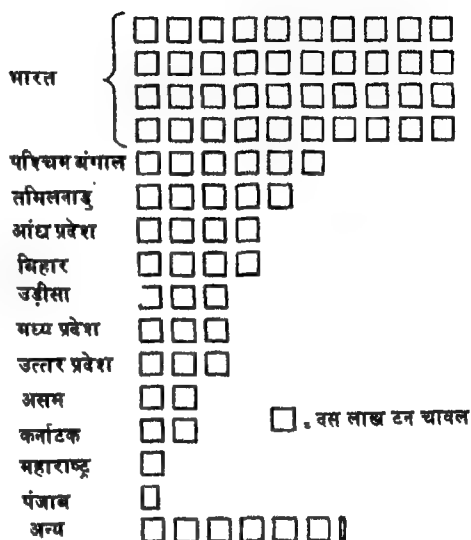 भारत
पश्चिम बंगाल
तमिलनाडु
आंध्र प्रदेश
बिहार
उड़ीसा
मध्य प्रदेश
उत्तर प्रदेश
असम
कर्नाटक
= दस लाख टन चावल
महाराष्ट्र
पंजाब
अन्य